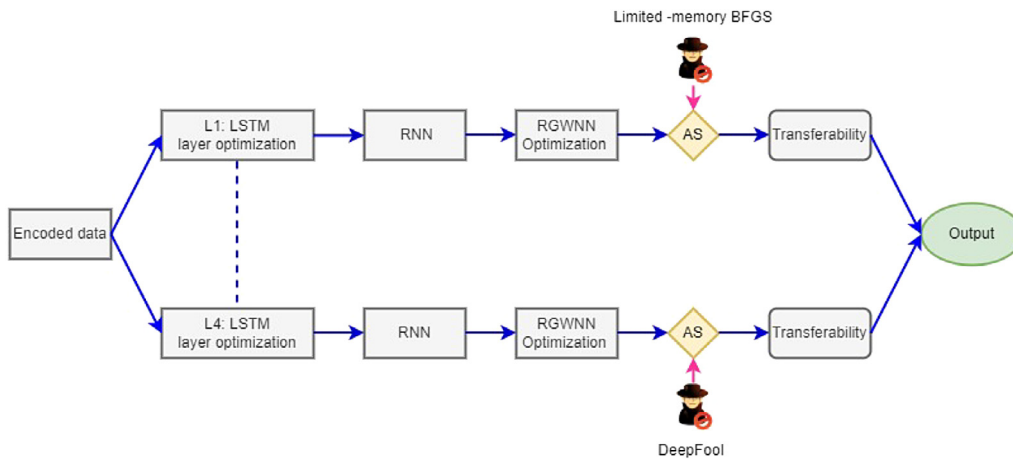 Limited -memory BFGS
L1: LSTM
layer optimization
RNN
RGWNN
Optimization
AS
Transferability
Encoded data
Output
L4: LSTM
layer optimization
RNN
RGWNN
Optimization
AS
Transferability
DeepFool